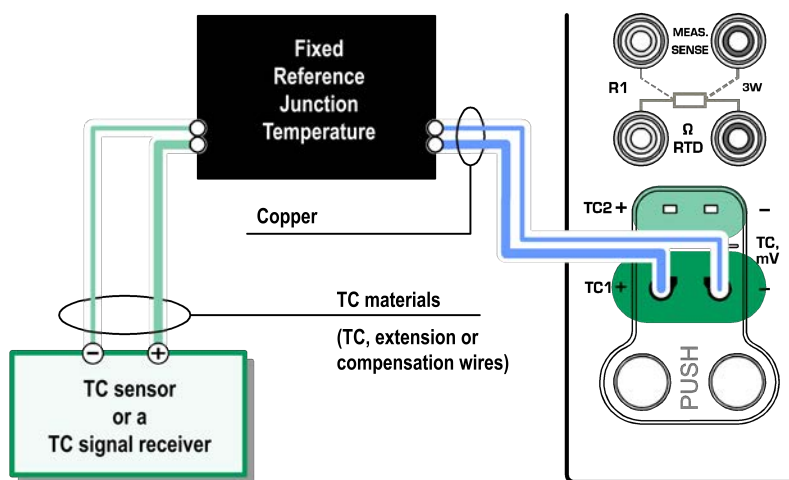 Fixed
Reference
Junction
Temperature
Copper
TC materials
(TC, extension or
compensation wires)
− +
TC sensor
or a
TC signal receiver
MEAS.
SENSE
R1
3W
Ω
RTD
TC2 + −
TC,
mV
TC1 + −
PUSH